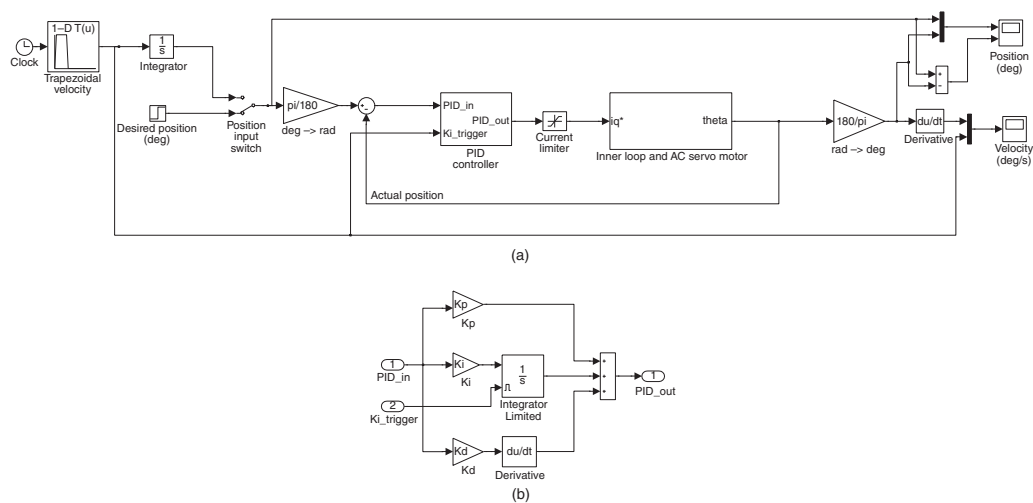 1–D T(u)
Clock
Trapezoidal
velocity
1
s
Integrator
Desired position
(deg)
Position
input
switch
pi/180
deg –> rad
+
–
PID_in
PID_out
Ki_trigger
PID
controller
Current
limiter
iq*
theta
Inner loop and AC servo motor
180/pi
rad –> deg
+
–
du/dt
Derivative
Position
(deg)
Velocity
(deg/s)
Actual position
(a)
Kp
Kp
1
PID_in
Ki
Ki
1
s
Integrator
Limited
2
Ki_trigger
Kd
Kd
du/dt
Derivative
+
+
+
1
PID_out
(b)